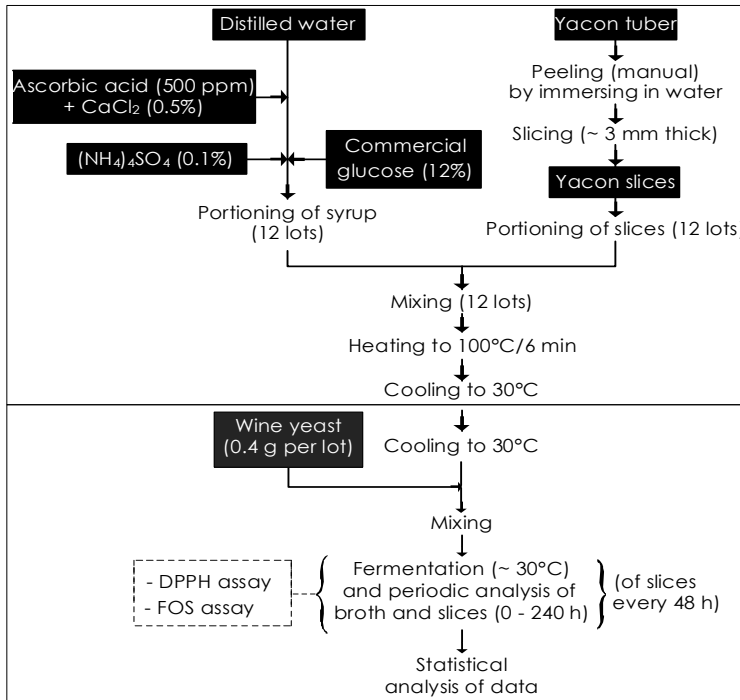 Distilled water
Ascorbic acid (500 ppm)
+ CaCl₂ (0.5%)
(NH₄)₄SO₄ (0.1%)
Commercial
glucose (12%)
Portioning of syrup
(12 lots)
Yacon tuber
Peeling (manual)
by immersing in water
Slicing (~ 3 mm thick)
Yacon slices
Portioning of slices (12 lots)
Mixing (12 lots)
Heating to 100°C/6 min
Cooling to 30°C
Wine yeast
(0.4 g per lot)
Cooling to 30°C
Mixing
- DPPH assay
- FOS assay
Fermentation (~ 30°C)
and periodic analysis of
broth and slices (0 - 240 h)
(of slices
every 48 h)
Statistical
analysis of data